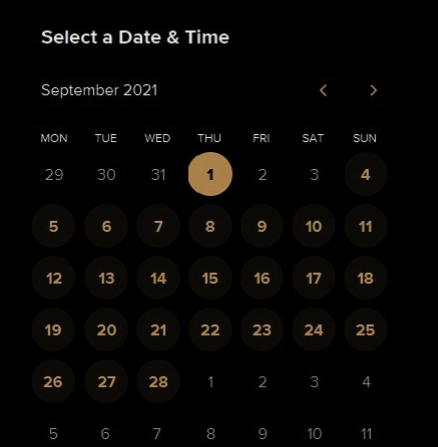 Select a Date & Time
September 2021
MON TUE WED THU FRI SAT SUN
29 30 31 1 2 3 4
5 6 7 8 9 10 11
12 13 14 15 16 17 18
19 20 21 22 23 24 25
26 27 28 1 2 3 4
5 6 7 8 9 10 11